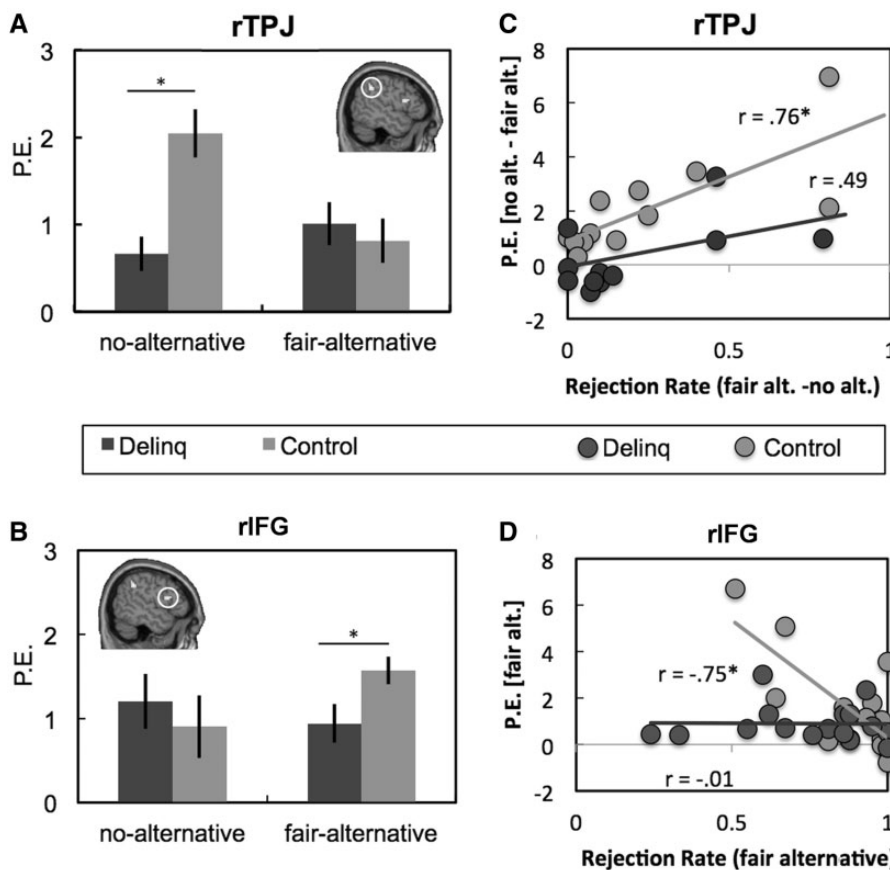 A
rTPJ
3
2
1
0
P.E.
*
no-alternative
fair-alternative
C
rTPJ
8
6
4
2
0
-2
P.E. [no alt. - fair alt.]
r = .76*
r = .49
0
0.5
1
Rejection Rate (fair alt. -no alt.)
Delinq
Control
Delinq
Control
B
rIFG
3
2
1
0
P.E.
*
no-alternative
fair-alternative
D
rIFG
8
6
4
2
0
-2
P.E. [fair alt.]
r = -.75*
r = -.01
0
0.5
1
Rejection Rate (fair alternative)